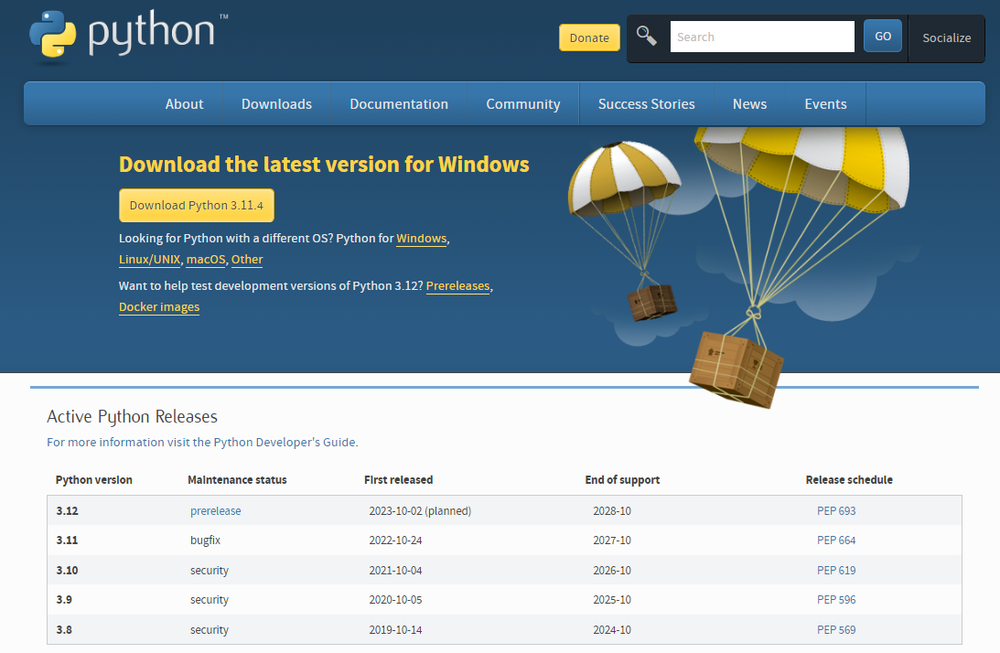 python™
Donate
Search
GO
Socialize
About Downloads Documentation Community Success Stories News Events
Download the latest version for Windows
Download Python 3.11.4
Looking for Python with a different OS? Python for Windows,
Linux/UNIX, macOS, Other
Want to help test development versions of Python 3.12? Prereleases,
Docker images
Active Python Releases
For more information visit the Python Developer's Guide.
Python version Maintenance status First released End of support Release schedule
3.12 prerelease 2023-10-02 (planned) 2028-10 PEP 693
3.11 bugfix 2022-10-24 2027-10 PEP 664
3.10 security 2021-10-04 2026-10 PEP 619
3.9 security 2020-10-05 2025-10 PEP 596
3.8 security 2019-10-14 2024-10 PEP 569